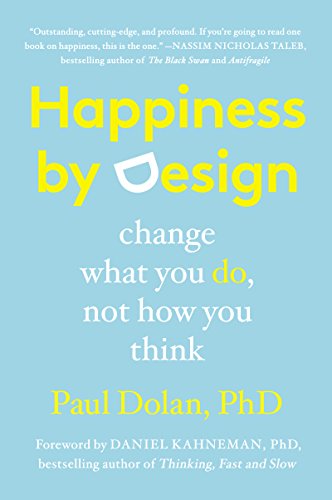 "Outstanding, cutting-edge, and profound. If you're going to read one
book on happiness, this is the one." —NASSIM NICHOLAS TALEB,
bestselling author of The Black Swan and Antifragile
Happiness
by Design
change
what you do,
not how you
think
Paul Dolan, PhD
Foreword by DANIEL KAHNEMAN, PhD,
bestselling author of Thinking, Fast and Slow